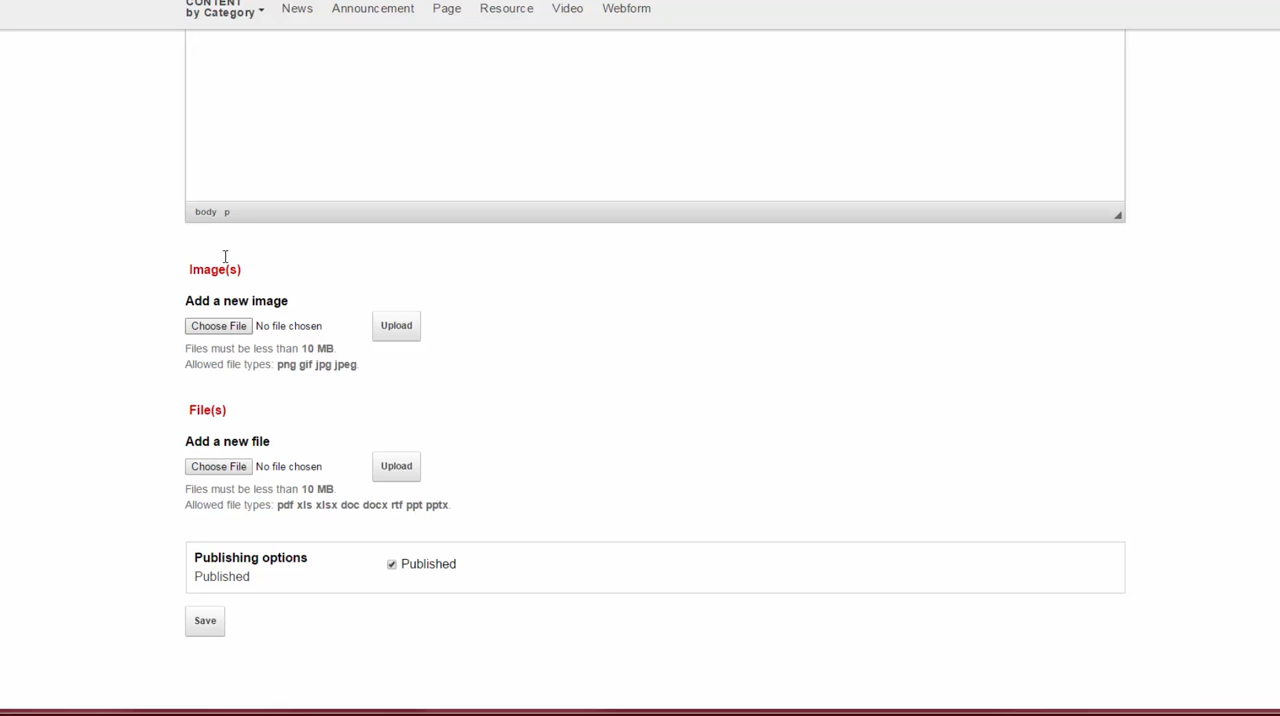 CONTENT
by Category News Announcement Page Resource Video Webform
body p
Image(s)
Add a new image
Choose File No file chosen Upload
Files must be less than 10 MB.
Allowed file types: png gif jpg jpeg.
File(s)
Add a new file
Choose File No file chosen Upload
Files must be less than 10 MB.
Allowed file types: pdf xls xlsx doc docx rtf ppt pptx.
Publishing options Published
Published
Save